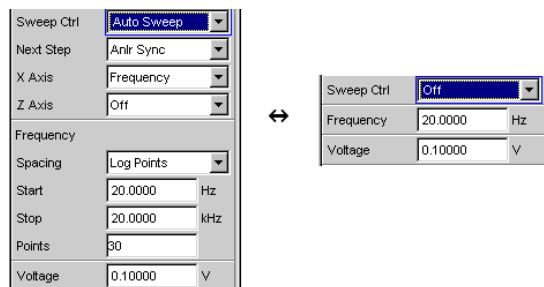 Sweep Ctrl Auto Sweep
Next Step Anlr Sync
X Axis Frequency
Z Axis Off
Frequency
Spacing Log Points
Start 20.0000 Hz
Stop 20.0000 kHz
Points 30
Voltage 0.10000 V
↔
Sweep Ctrl Off
Frequency 20.0000 Hz
Voltage 0.10000 V